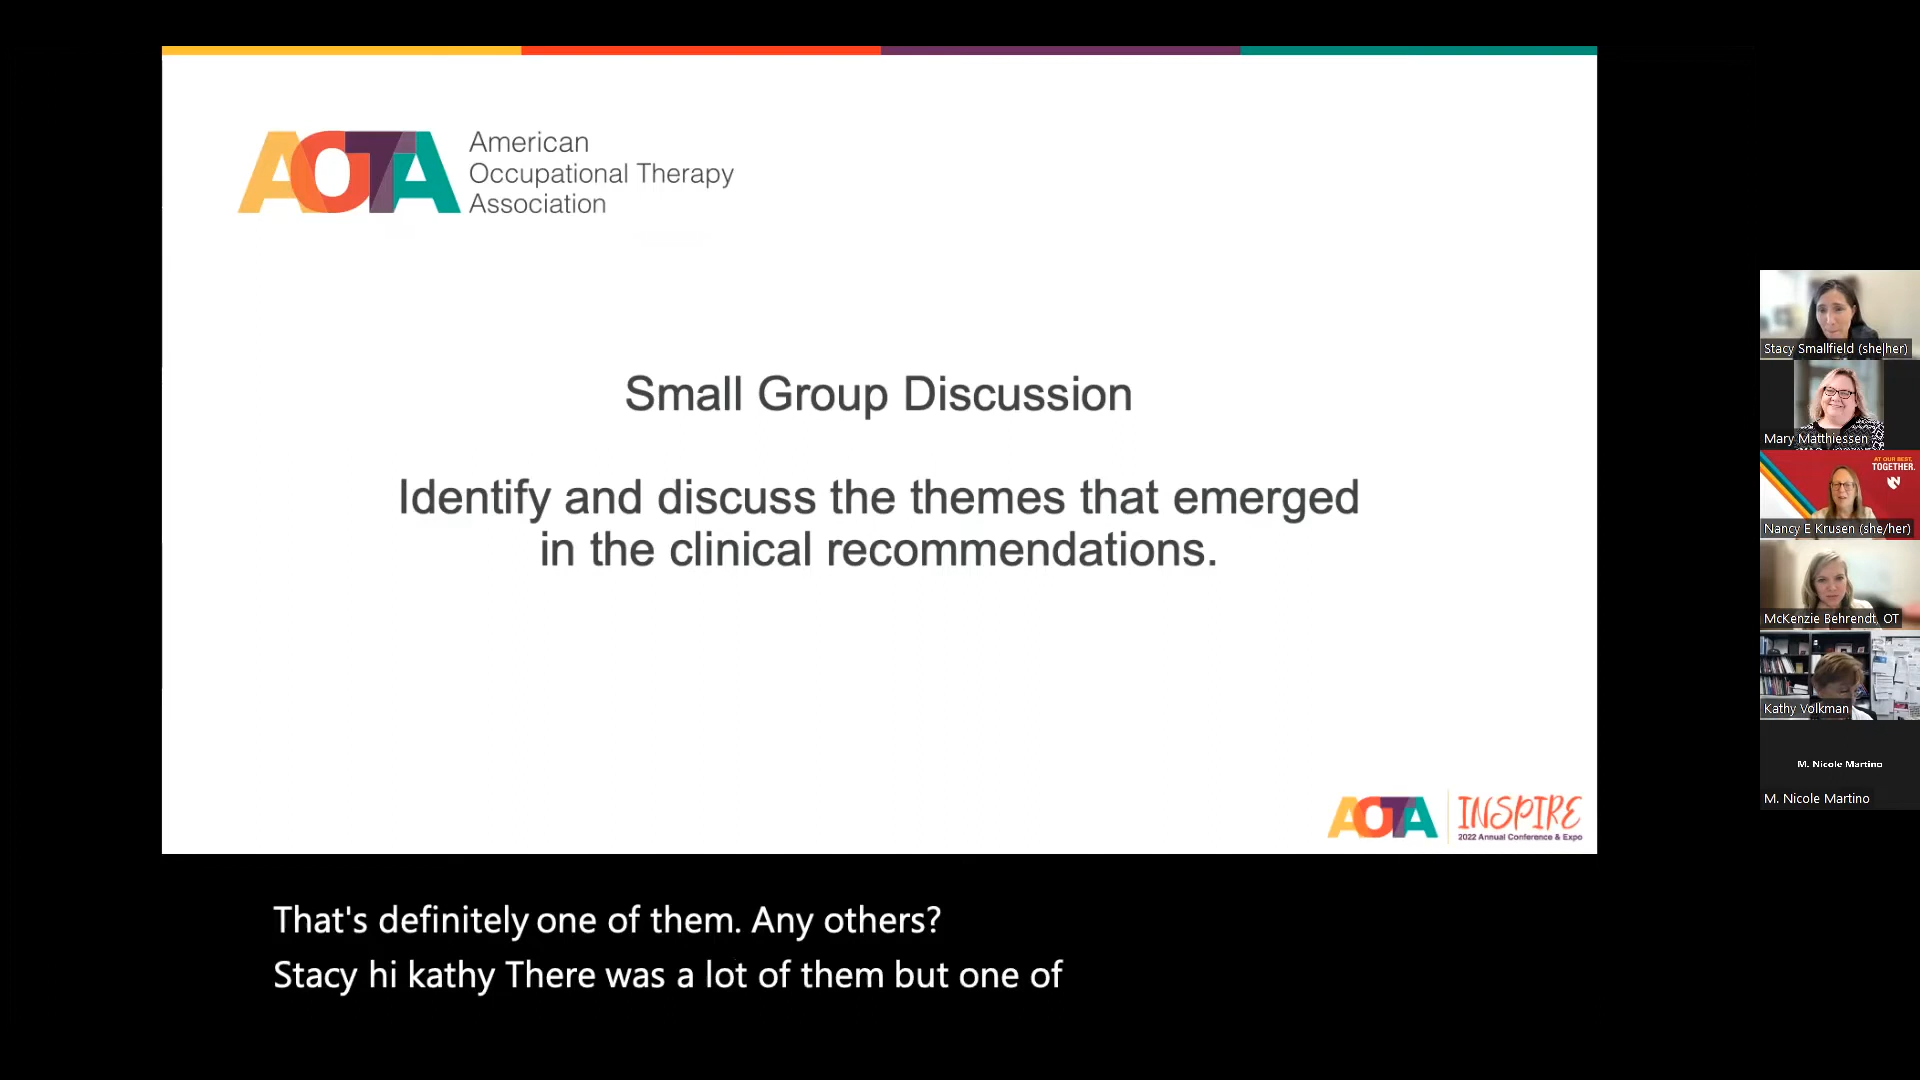 AOTA
American
Occupational Therapy
Association
Small Group Discussion
Identify and discuss the themes that emerged
in the clinical recommendations.
AOTA
INSPIRE
2022 Annual Conference & Expo
Stacy Smallfield (she|her)
Mary Matthiessen
AT OUR BEST,
TOGETHER.
N
Nancy E Krusen (she/her)
McKenzie Behrendt, OT
Kathy Volkman
M. Nicole Martino
M. Nicole Martino
That's definitely one of them. Any others?
Stacy hi kathy There was a lot of them but one of